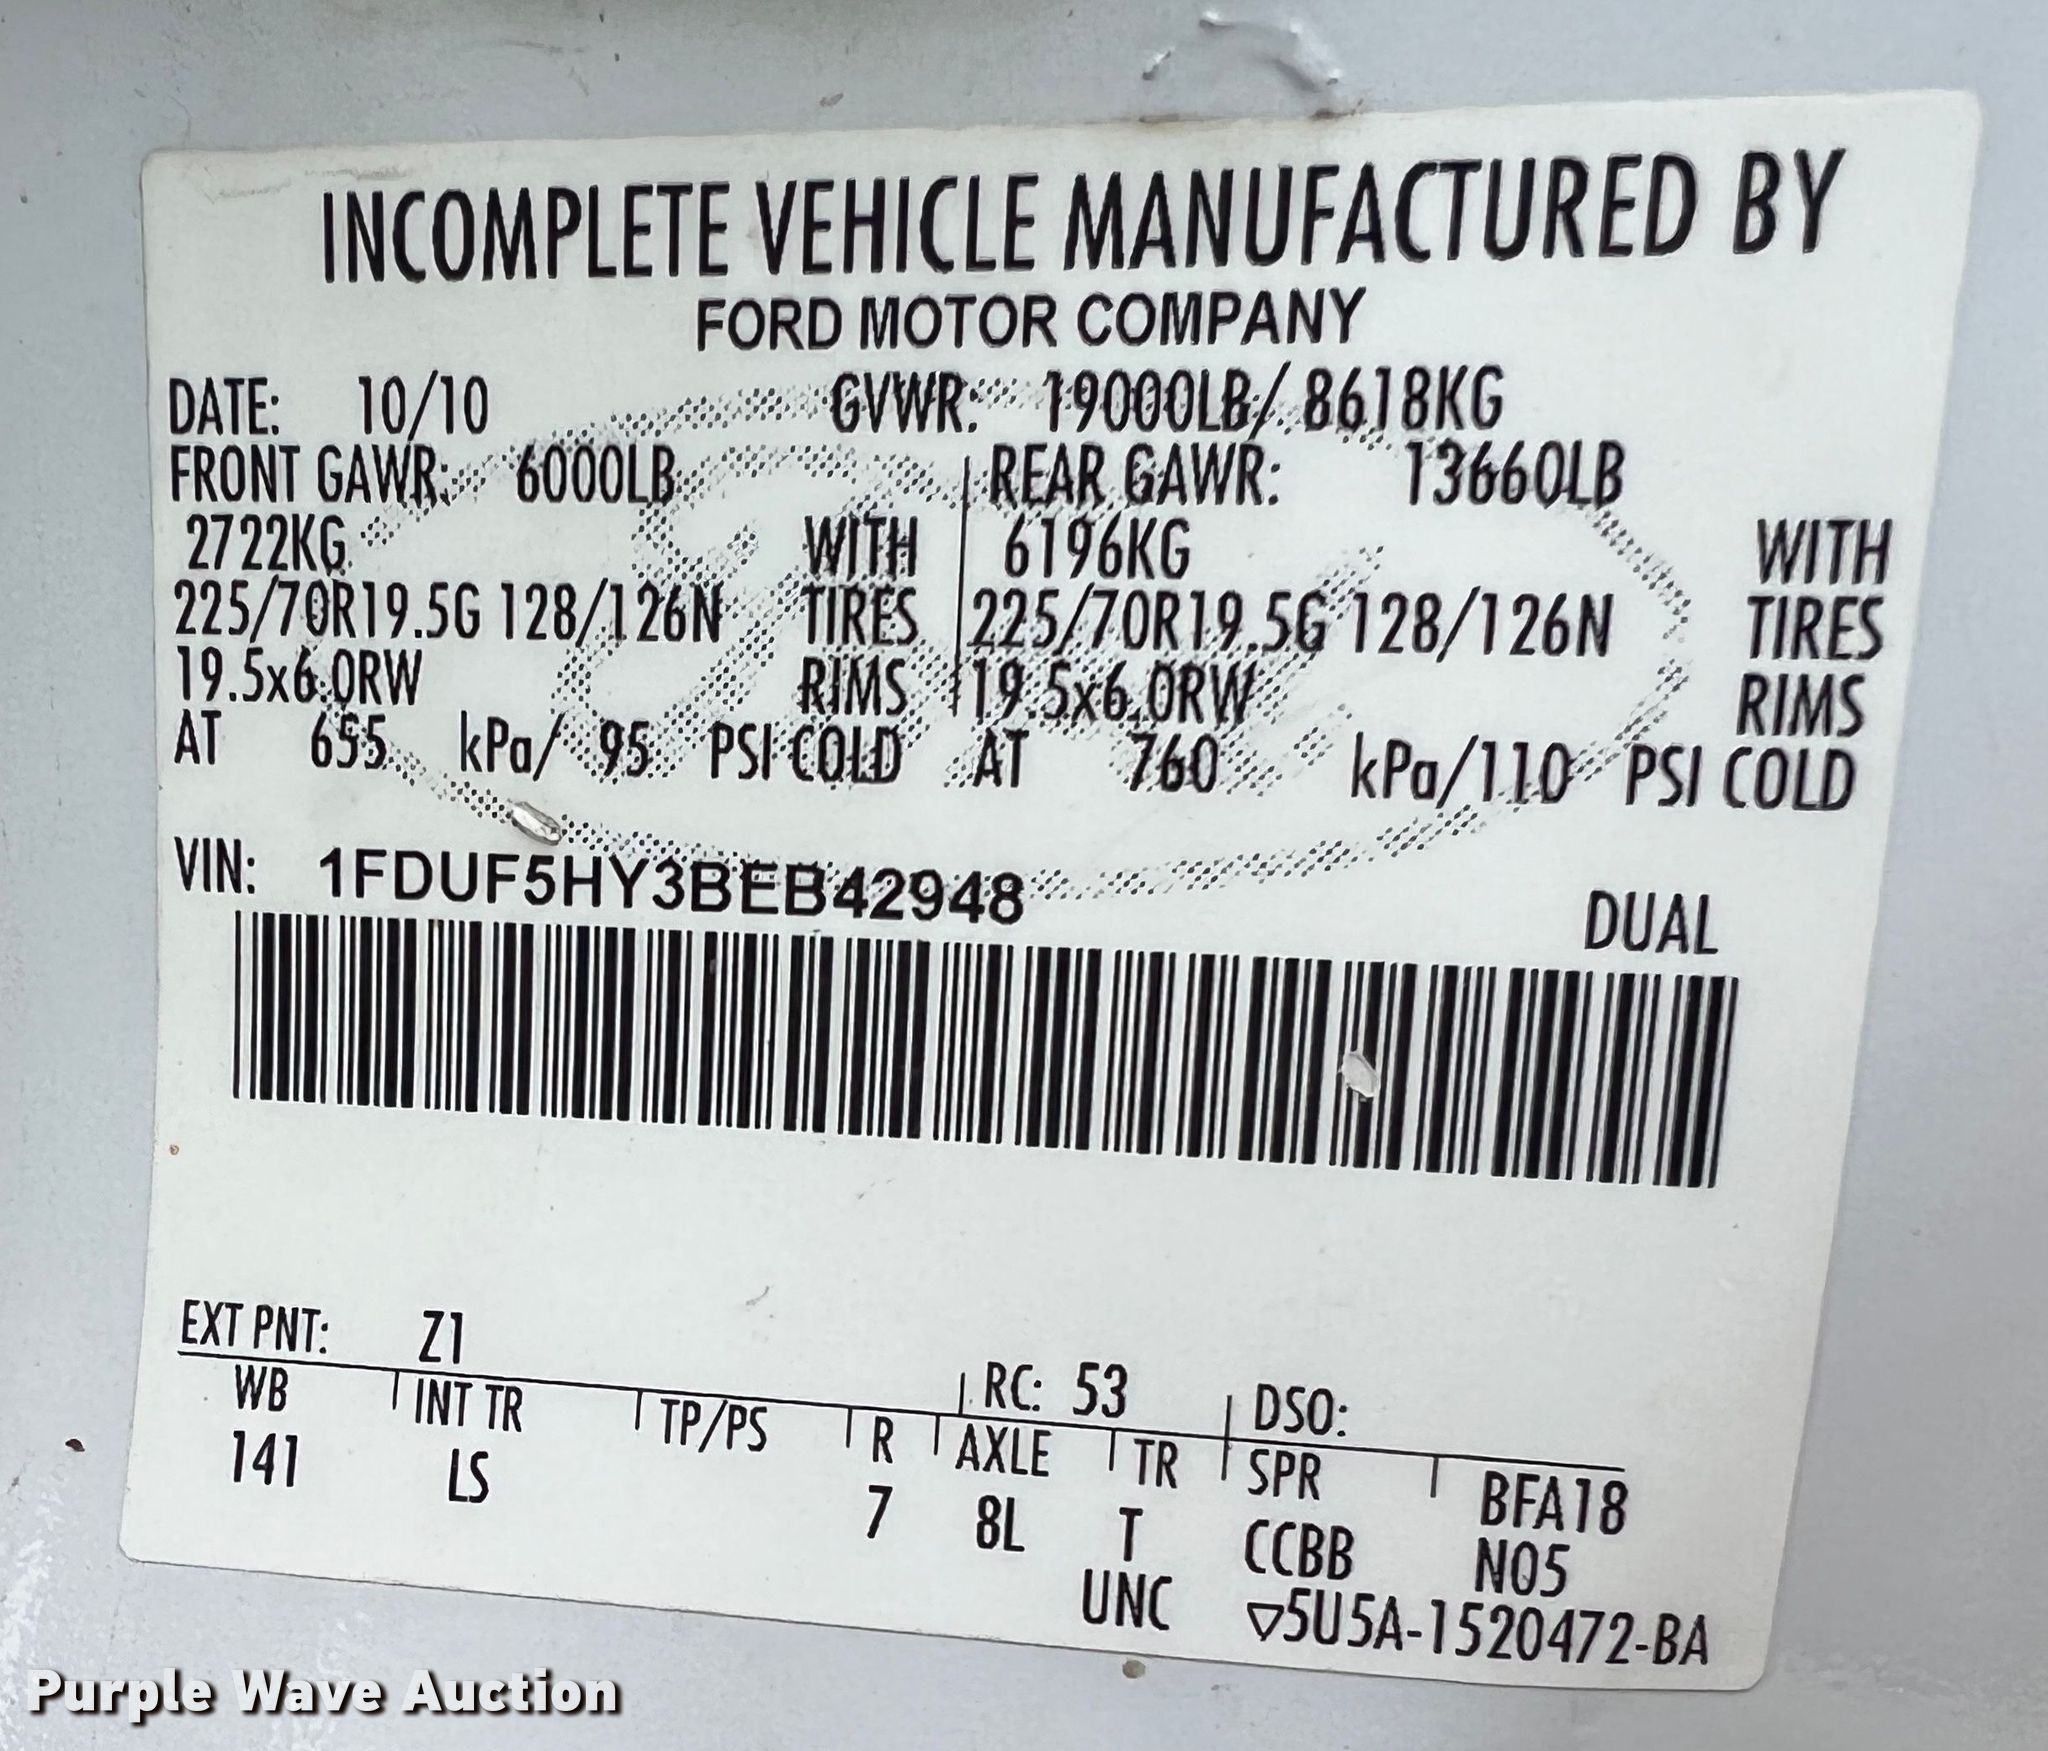 INCOMPLETE VEHICLE MANUFACTURED BY
FORD MOTOR COMPANY
DATE: 10/10 GVWR: 19000LB/ 8618KG
FRONT GAWR: 6000LB REAR GAWR: 13660LB
2722KG WITH 6196KG WITH
225/70R19.5G 128/126N TIRES 225/70R19.5G 128/126N TIRES
19.5x6.0RW RIMS 19.5x6.0RW RIMS
AT 655 kPa/ 95 PSI COLD AT 760 kPa/110 PSI COLD
VIN: 1FDUF5HY3BEB42948 DUAL
EXT PNT: Z1 RC: 53 DSO:
WB INT TR TP/PS R AXLE TR SPR BFA18
141 LS 7 8L T CCBB N05
UNC ▽5U5A-1520472-BA
Purple Wave Auction